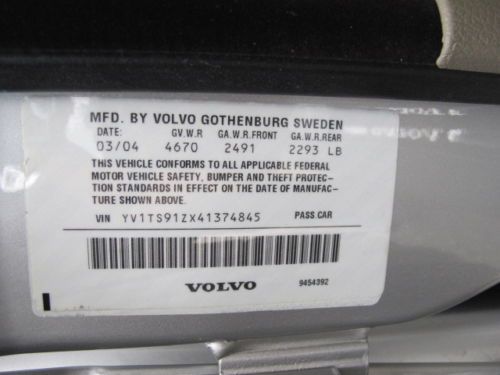 MFD. BY VOLVO GOTHENBURG SWEDEN
DATE: GV.W.R GA.W.R.FRONT GA.W.R.REAR
03/04 4670 2491 2293 LB
THIS VEHICLE CONFORMS TO ALL APPLICABLE FEDERAL
MOTOR VEHICLE SAFETY, BUMPER AND THEFT PROTEC-
TION STANDARDS IN EFFECT ON THE DATE OF MANUFAC-
TURE SHOWN ABOVE.
VIN YV1TS91ZX41374845 PASS.CAR
VOLVO 9454392